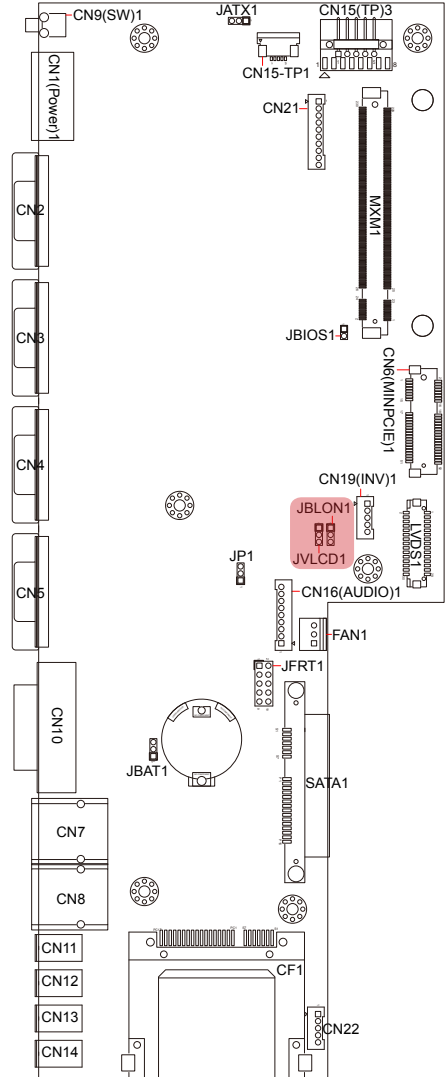 CN9(SW)1
JATX1
CN15(TP)3
CN15-TP1
1
8
CN1(Power)1
CN21
CN2
MXM1
CN3
JBIOS1
CN6(MINPCIE)1
CN4
CN19(INV)1
JBLON1
JVLCD1
LVDS1
JP1
CN5
CN16(AUDIO)1
FAN1
JFRT1
CN10
JBAT1
SATA1
CN7
CN8
CN11
CF1
CN12
CN13
CN22
CN14